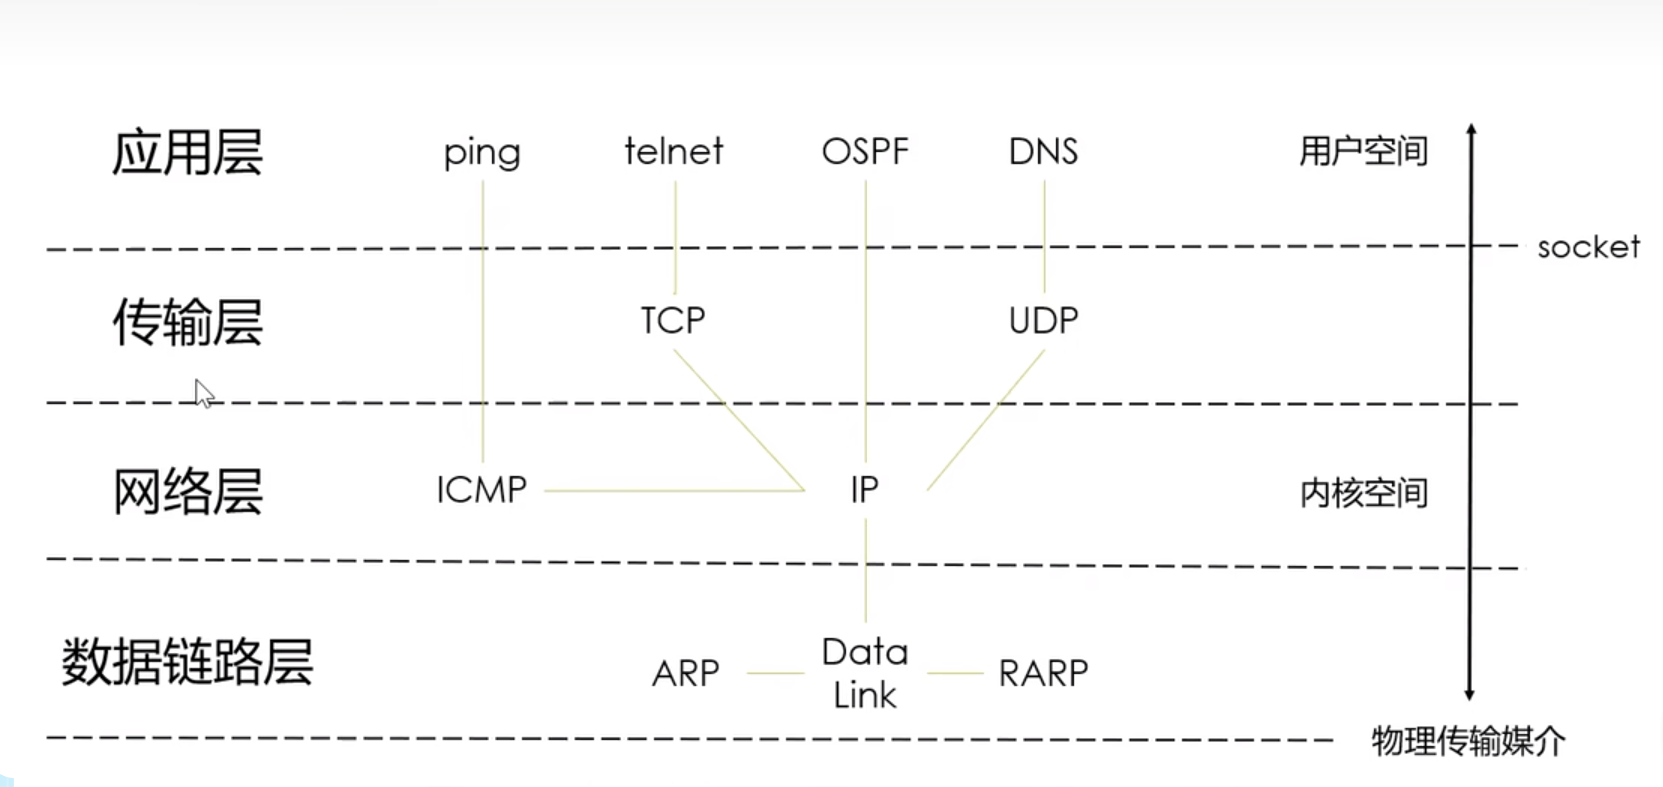 应用层 ping telnet OSPF DNS 用户空间
socket
传输层 TCP UDP
网络层 ICMP IP 内核空间
数据链路层 ARP Data Link RARP
物理传输媒介